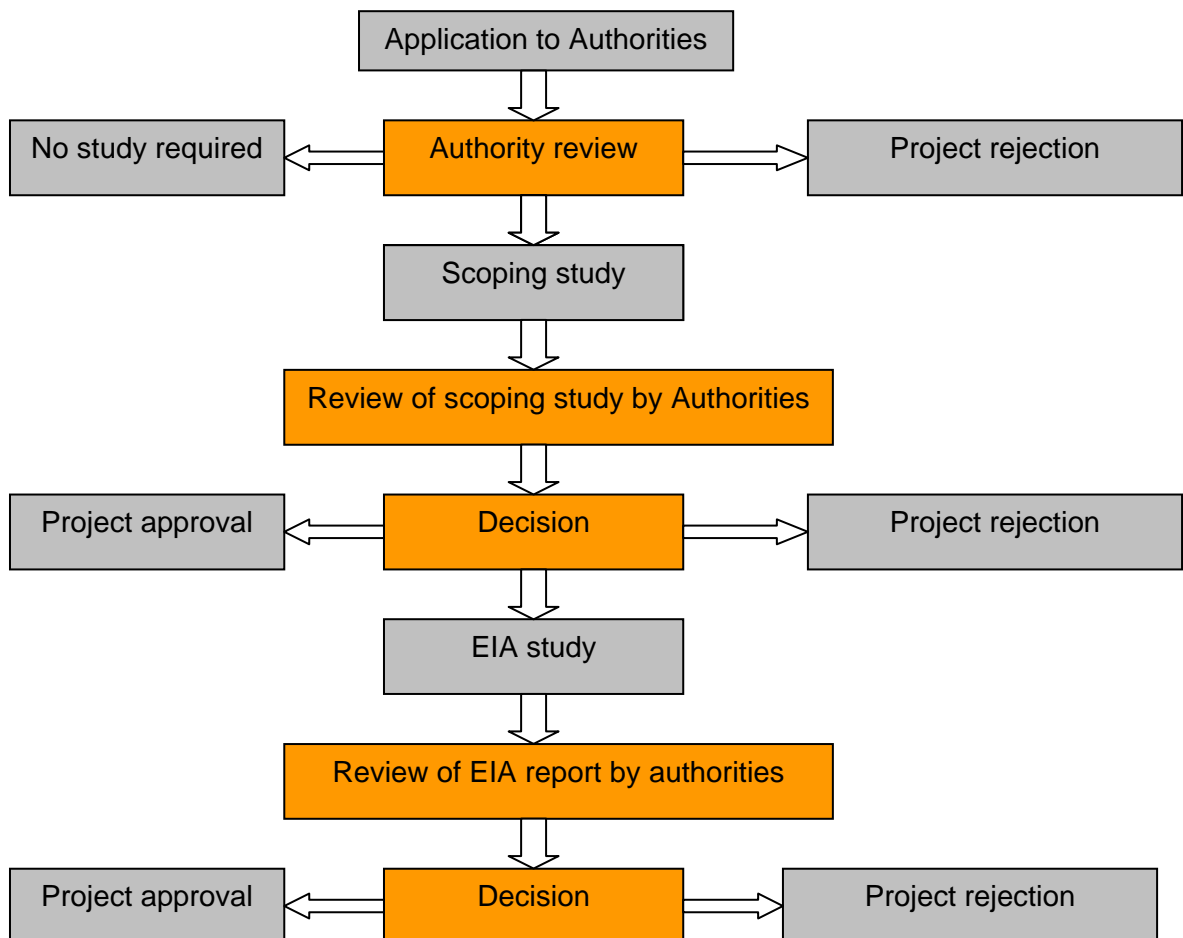 Application to Authorities
No study required
Authority review
Project rejection
Scoping study
Review of scoping study by Authorities
Project approval
Decision
Project rejection
EIA study
Review of EIA report by authorities
Project approval
Decision
Project rejection